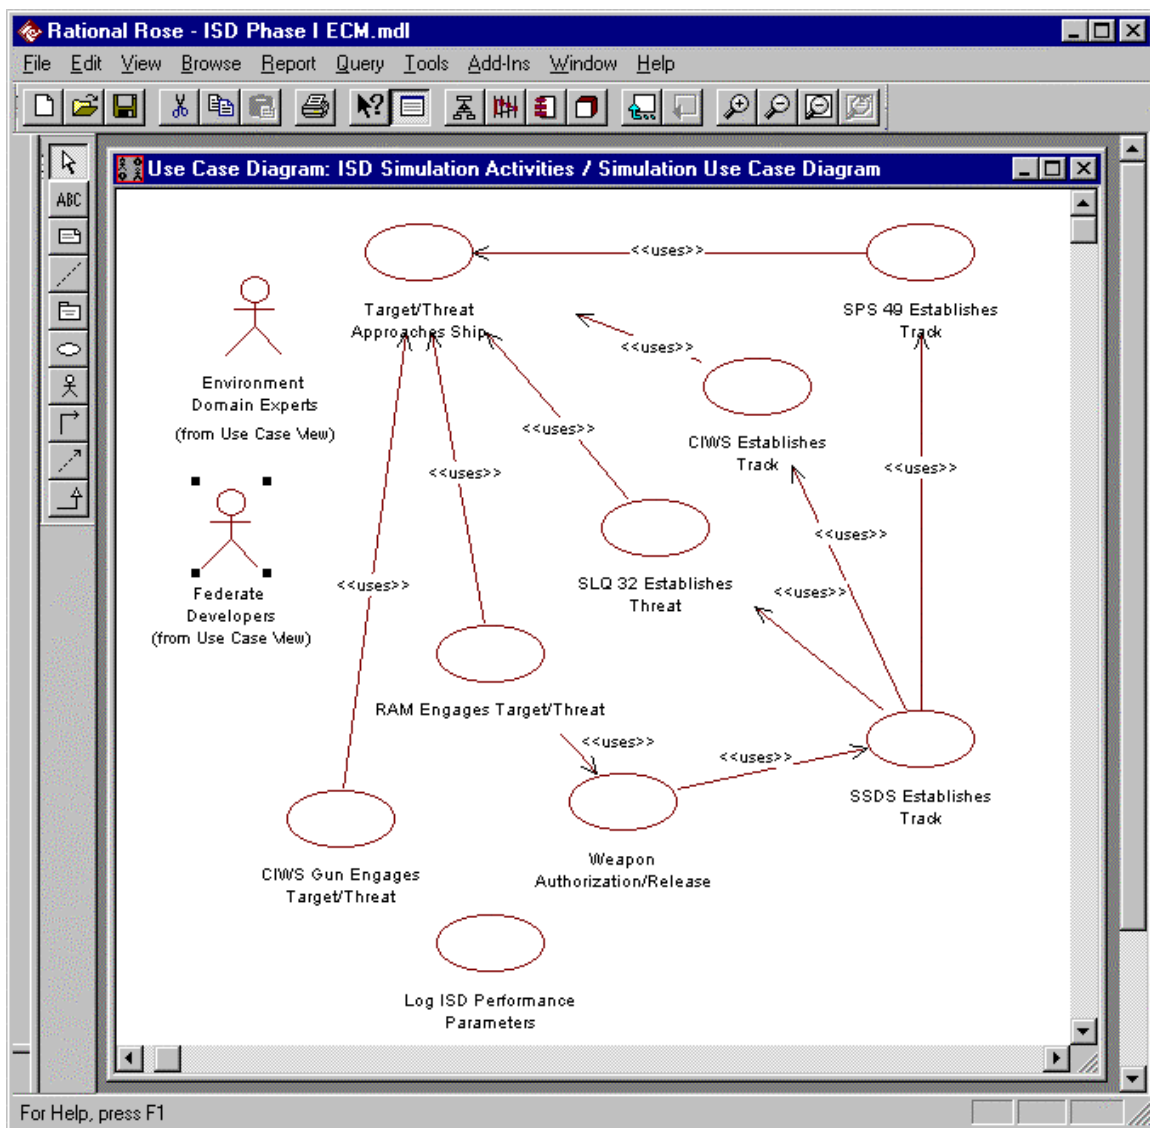 Rational Rose - ISD Phase I ECM.mdl
File Edit View Browse Report Query Tools Add-Ins Window Help
ABC
Use Case Diagram: ISD Simulation Activities / Simulation Use Case Diagram
<<uses>>
Target/Threat
Approaches Ship
SPS 49 Establishes
Track
<<uses>>
Environment
Domain Experts
(from Use Case View)
<<uses>>
CIWS Establishes
Track
<<uses>>
<<uses>>
<<uses>>
Federate
Developers
(from Use Case View)
<<uses>>
SLQ 32 Establishes
Threat
<<uses>>
RAM Engages Target/Threat
<<uses>>
<<uses>>
SSDS Establishes
Track
CIWS Gun Engages
Target/Threat
Weapon
Authorization/Release
Log ISD Performance
Parameters
For Help, press F1